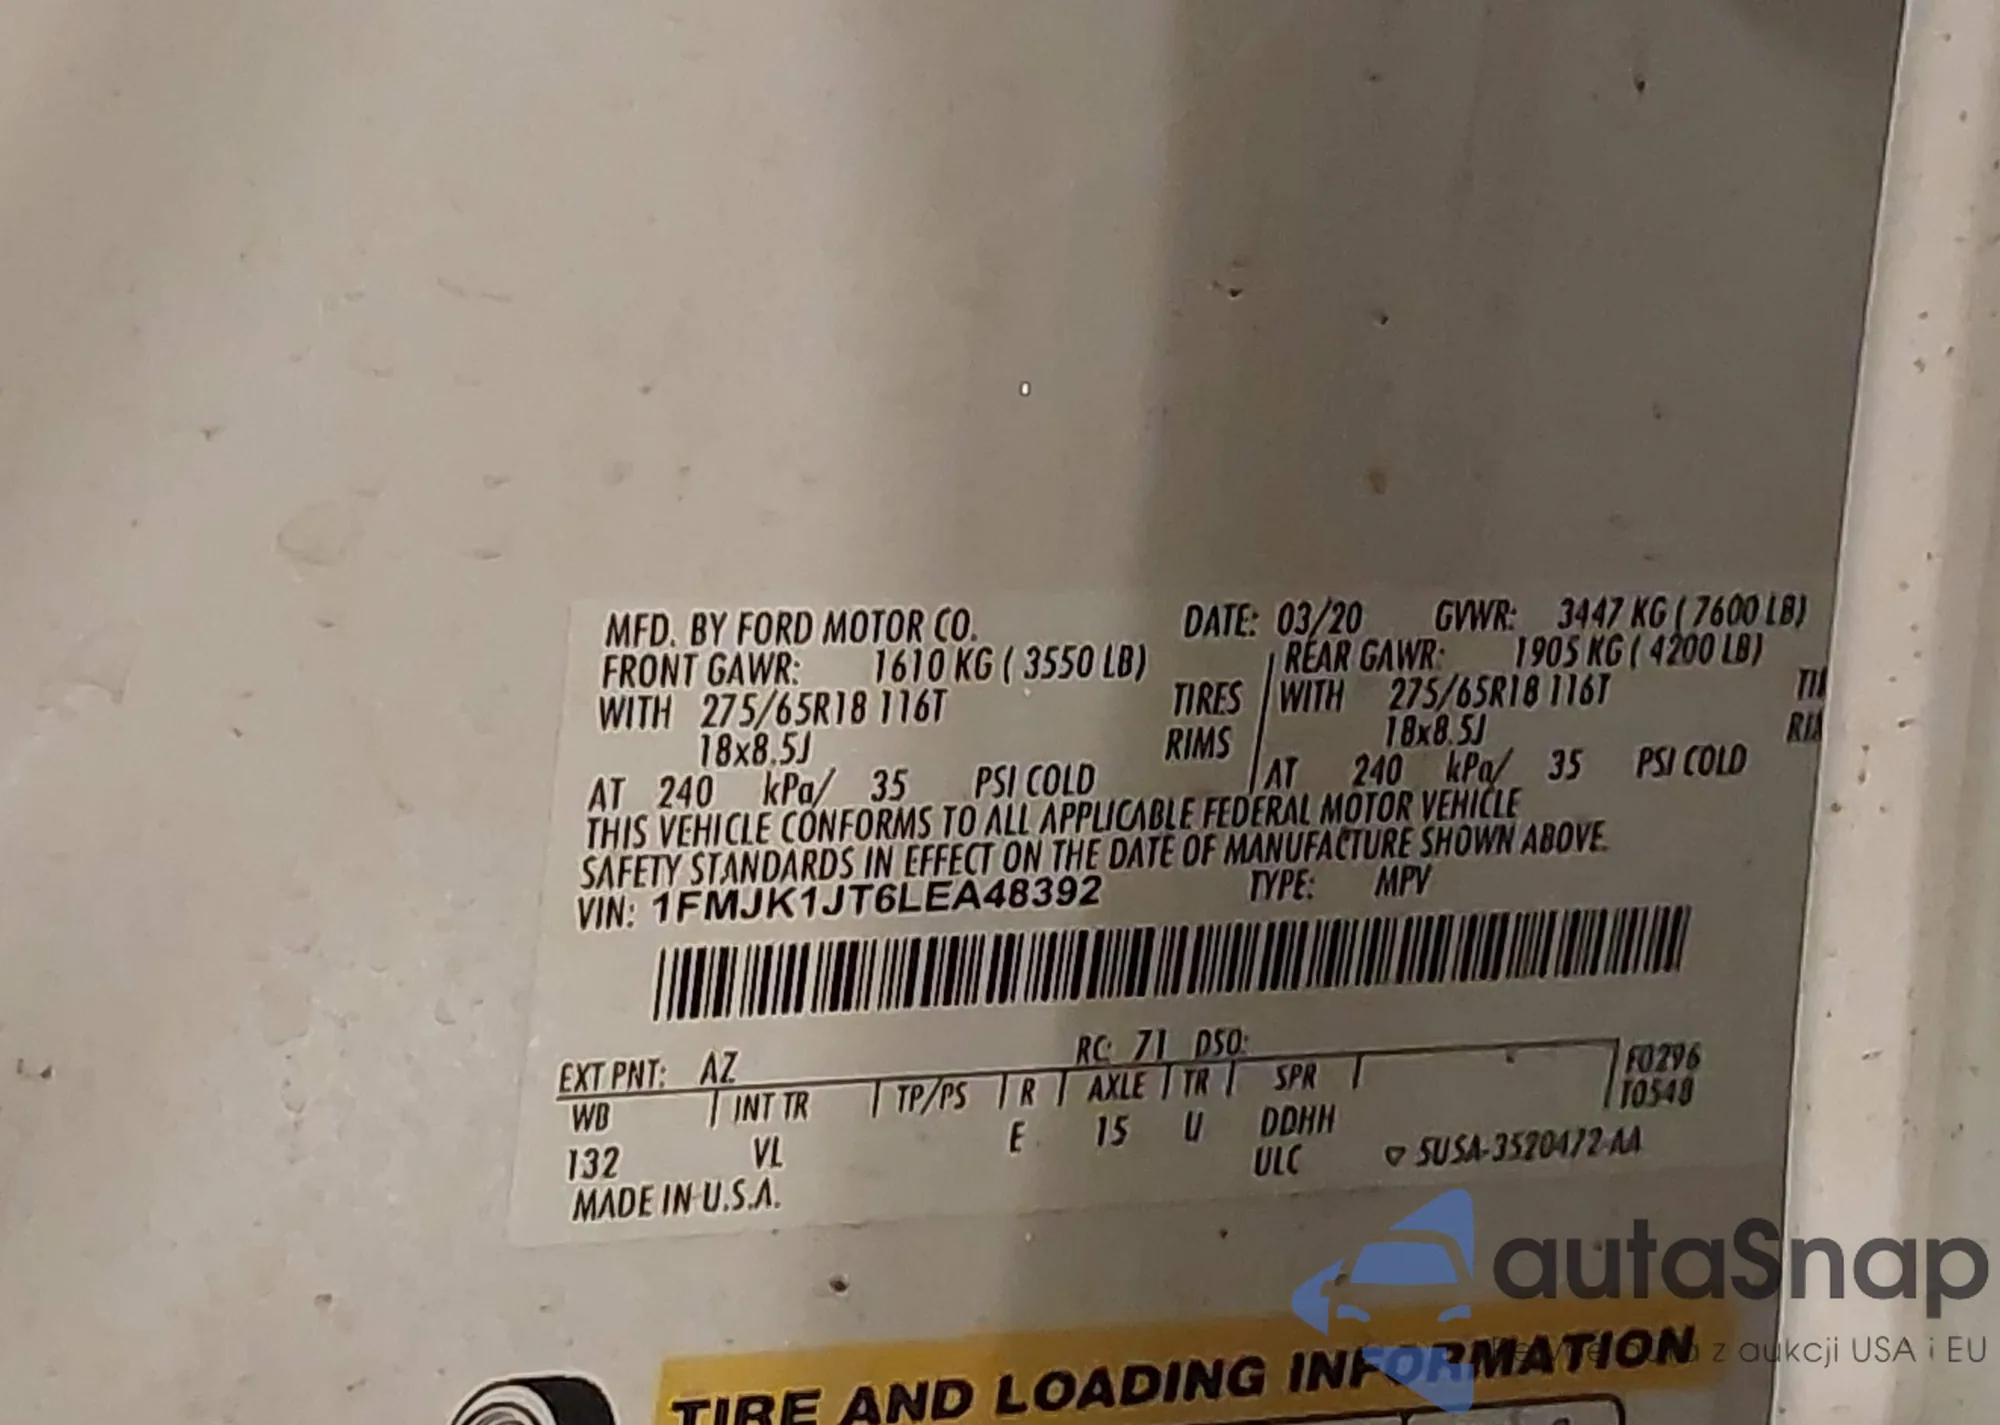 MFD. BY FORD MOTOR CO. DATE: 03/20 GVWR: 3447 KG ( 7600 LB)
FRONT GAWR: 1610 KG ( 3550 LB) REAR GAWR: 1905 KG ( 4200 LB)
WITH 275/65R18 116T TIRES WITH 275/65R18 116T TI
18x8.5J RIMS 18x8.5J RI
AT 240 kPa/ 35 PSI COLD AT 240 kPa/ 35 PSI COLD
THIS VEHICLE CONFORMS TO ALL APPLICABLE FEDERAL MOTOR VEHICLE
SAFETY STANDARDS IN EFFECT ON THE DATE OF MANUFACTURE SHOWN ABOVE.
VIN: 1FMJK1JT6LEA48392 TYPE: MPV
EXT PNT: AZ RC: 71 DSO: F0296
WB INT TR TP/PS R AXLE TR SPR T0548
132 VL E 15 U DDHH
ULC 5USA-3520472-AA
MADE IN U.S.A.
autaSnap
auta z aukcji USA i EU
TIRE AND LOADING INFORMATION